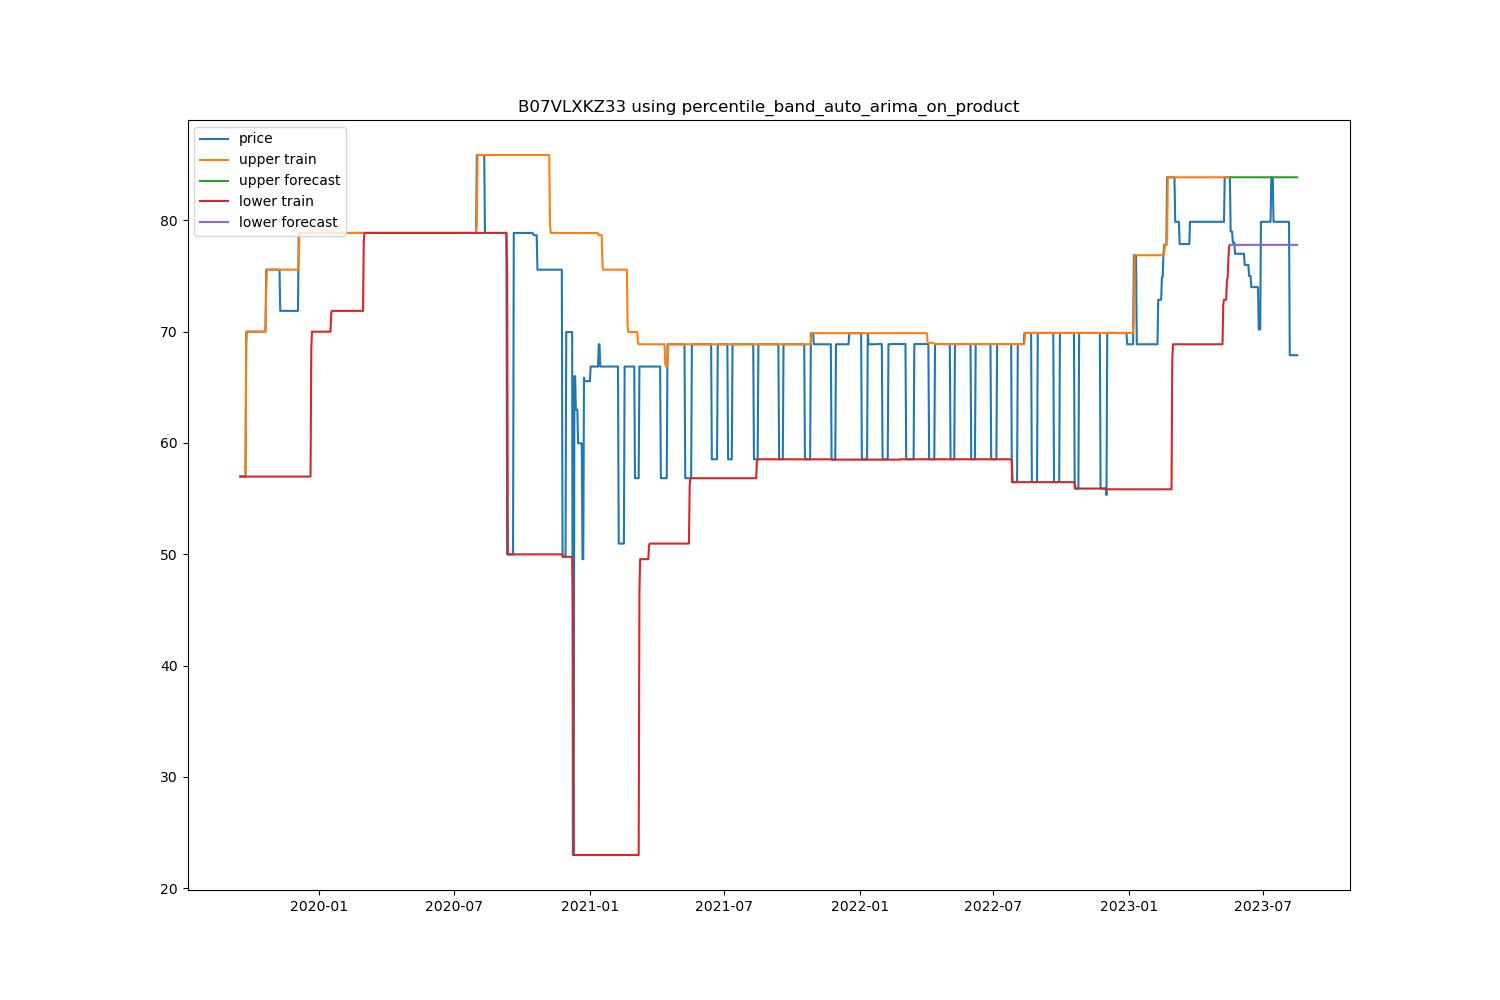 B07VLXKZ33 using percentile_band_auto_arima_on_product
price
upper train
upper forecast
lower train
lower forecast
80
70
60
50
40
30
20
2020-01 2020-07 2021-01 2021-07 2022-01 2022-07 2023-01 2023-07